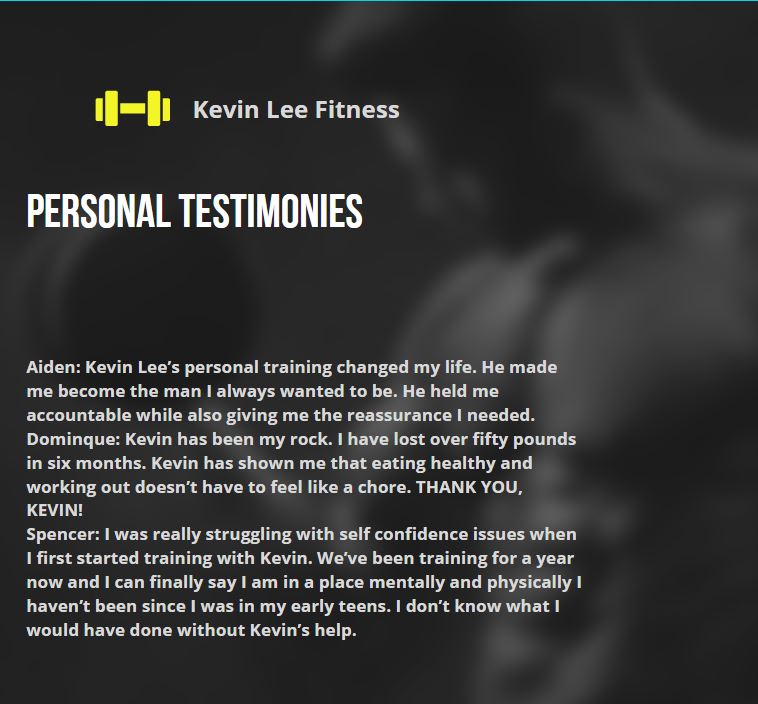 Kevin Lee Fitness
PERSONAL TESTIMONIES
Aiden: Kevin Lee’s personal training changed my life. He made
me become the man I always wanted to be. He held me
accountable while also giving me the reassurance I needed.
Dominque: Kevin has been my rock. I have lost over fifty pounds
in six months. Kevin has shown me that eating healthy and
working out doesn’t have to feel like a chore. THANK YOU,
KEVIN!
Spencer: I was really struggling with self confidence issues when
I first started training with Kevin. We’ve been training for a year
now and I can finally say I am in a place mentally and physically I
haven’t been since I was in my early teens. I don’t know what I
would have done without Kevin’s help.